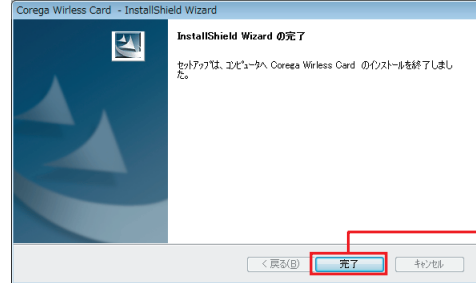 Corega Wirless Card - InstallShield Wizard
InstallShield Wizard の完了
セットアップは、コンピュータへ Corega Wirless Card のインストールを終了しまし
た。
< 戻る(B)
完了
キャンセル